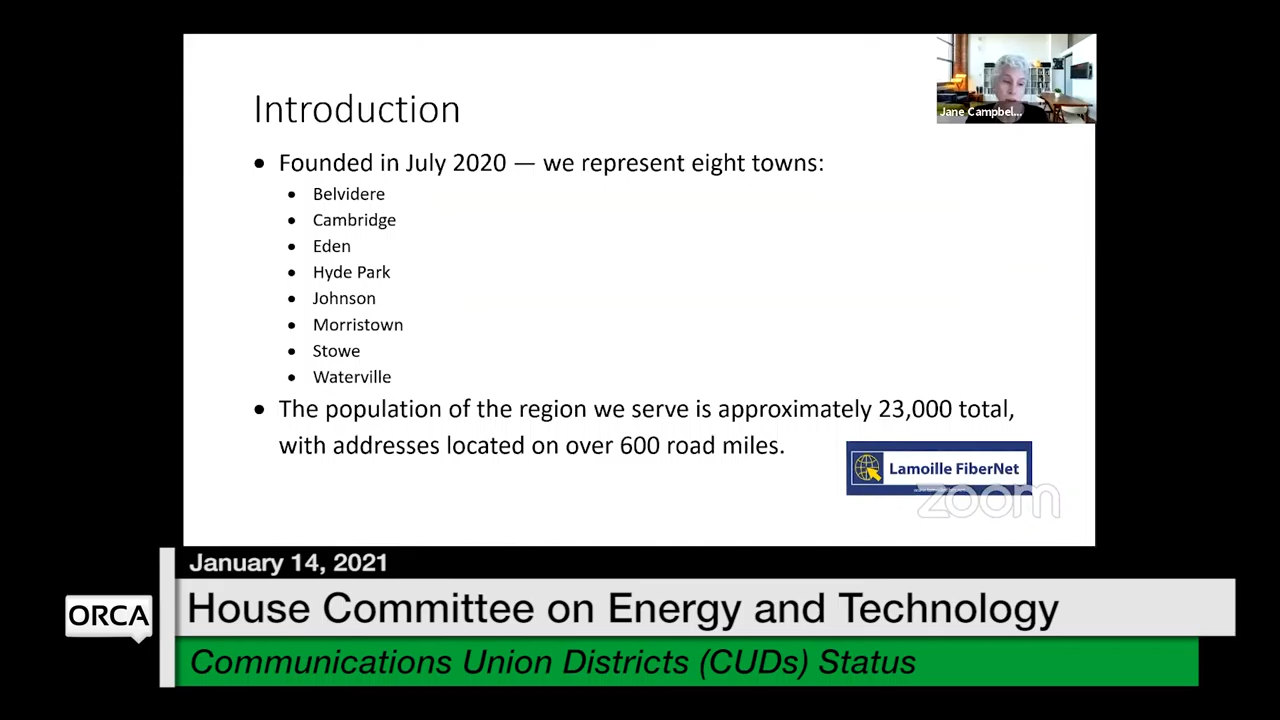 Introduction
Jane Campbel...
• Founded in July 2020 — we represent eight towns:
• Belvidere
• Cambridge
• Eden
• Hyde Park
• Johnson
• Morristown
• Stowe
• Waterville
• The population of the region we serve is approximately 23,000 total,
with addresses located on over 600 road miles.
Lamoille FiberNet
zoom
January 14, 2021
ORCA
House Committee on Energy and Technology
Communications Union Districts (CUDs) Status